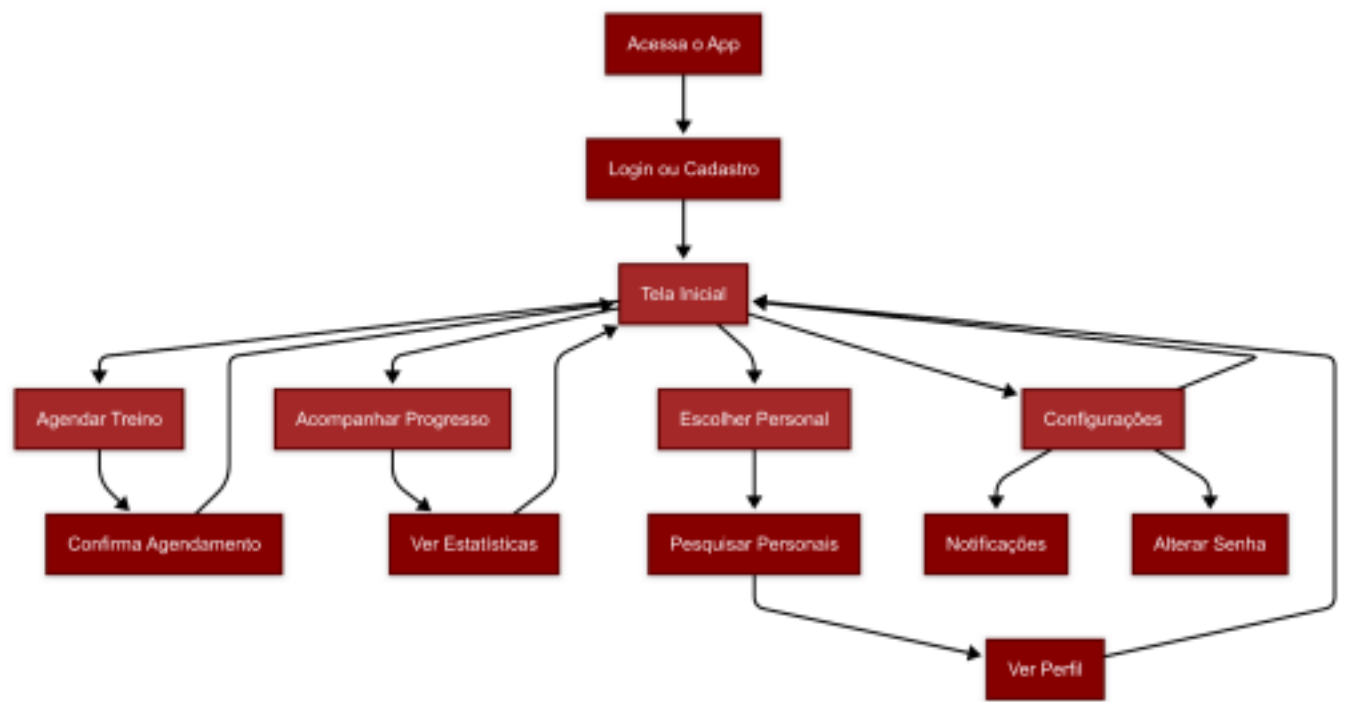 Acessa o App
Login ou Cadastro
Tela Inicial
Agendar Treino
Acompanhar Progresso
Escolher Personal
Configurações
Confirma Agendamento
Ver Estatísticas
Pesquisar Personais
Notificações
Alterar Senha
Ver Perfil